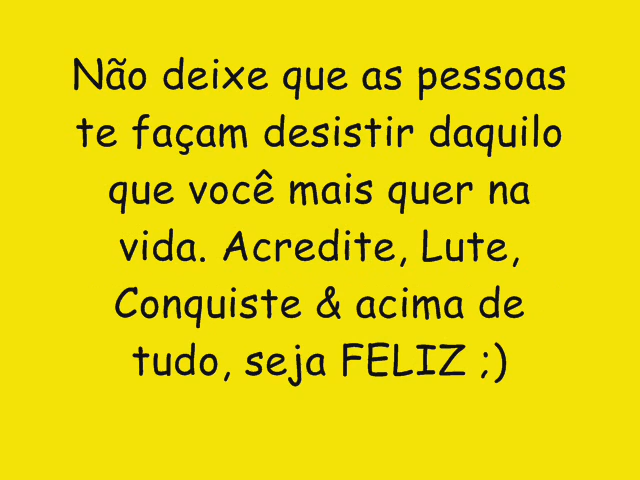 Não deixe que as pessoas
te façam desistir daquilo
que você mais quer na
vida. Acredite, Lute,
Conquiste & acima de
tudo, seja FELIZ ;)